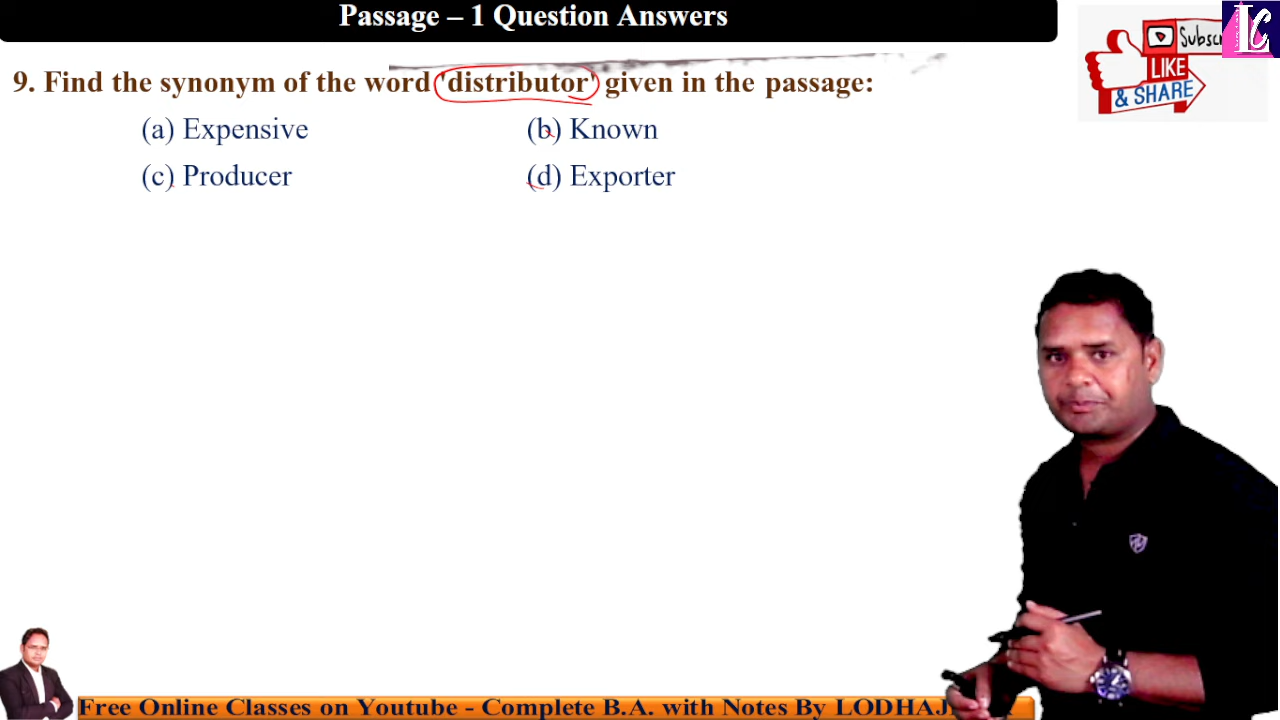 Passage – 1 Question Answers
LIKE
& SHARE
LC
9. Find the synonym of the word 'distributor' given in the passage:
(a) Expensive (b) Known
(c) Producer (d) Exporter
Free Online Classes on Youtube - Complete B.A. with Notes By